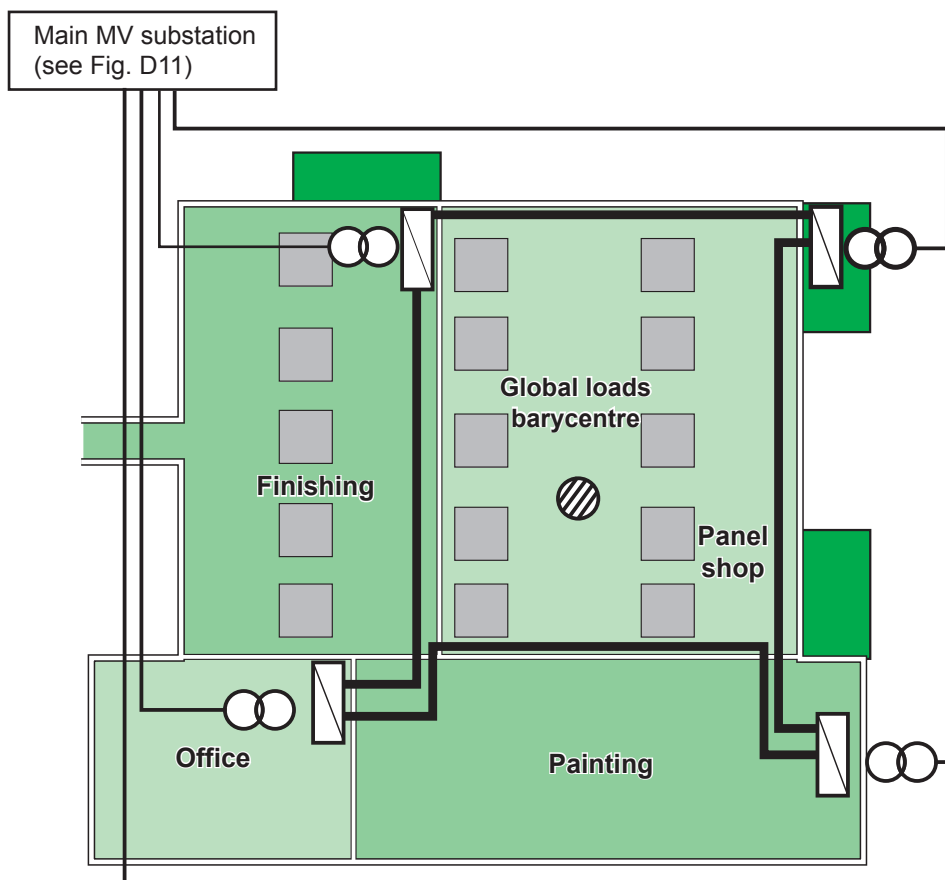 Main MV substation
(see Fig. D11)
Global loads
barycentre
Finishing
Panel
shop
Office
Painting